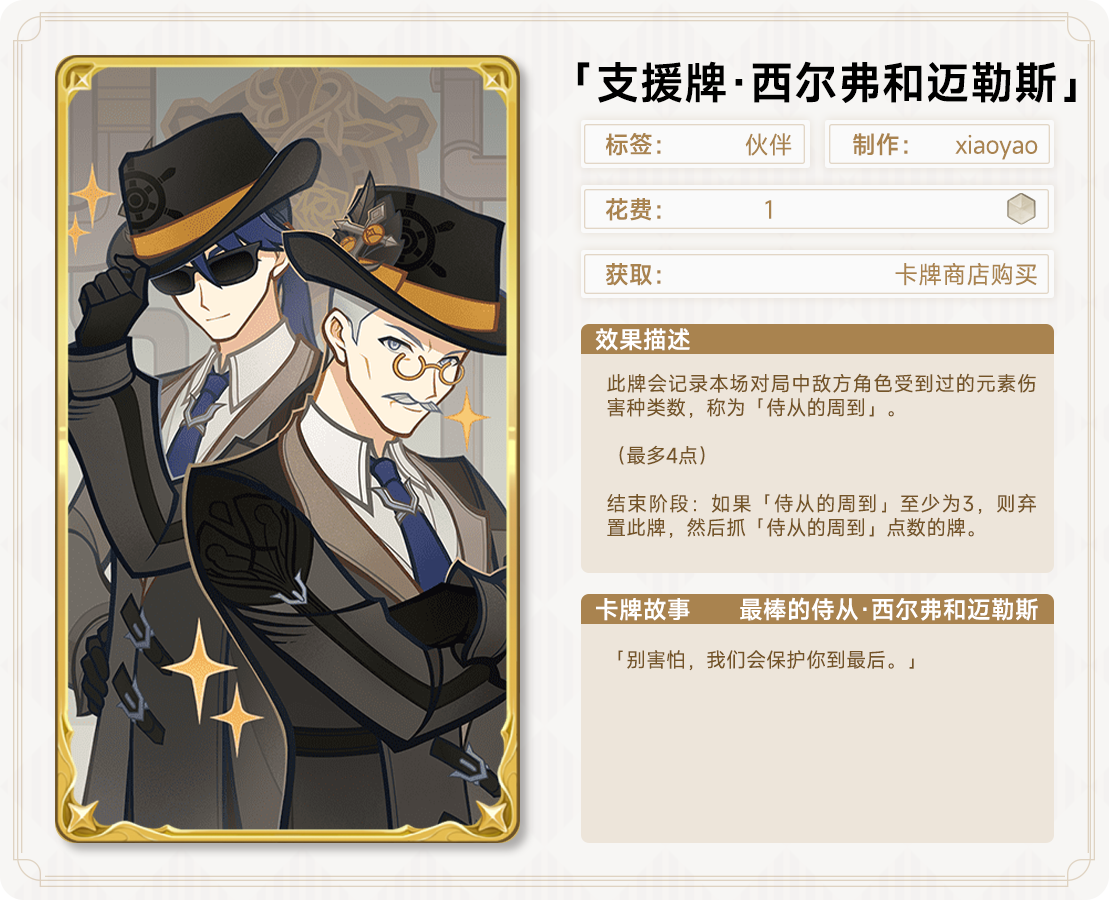 「支援牌·西尔弗和迈勒斯」
标签： 伙伴 制作： xiaoyao
花费： 1
获取： 卡牌商店购买
效果描述
此牌会记录本场对局中敌方角色受到过的元素伤
害种类数，称为「侍从的周到」。
（最多4点）
结束阶段：如果「侍从的周到」至少为3，则弃
置此牌，然后抓「侍从的周到」点数的牌。
卡牌故事 最棒的侍从·西尔弗和迈勒斯
「别害怕，我们会保护你到最后。」